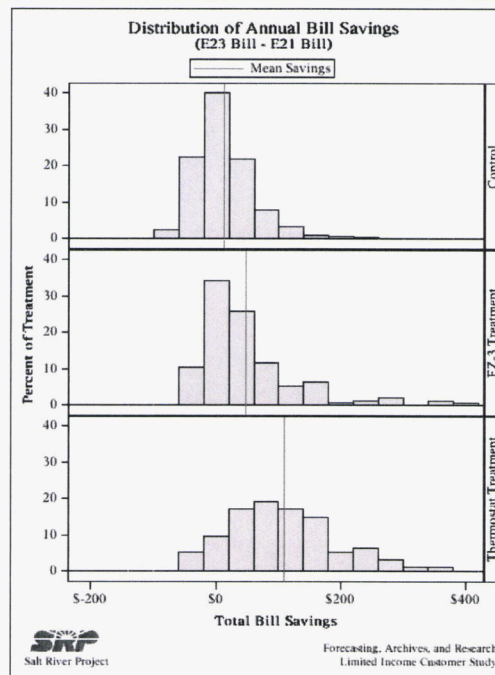 Distribution of Annual Bill Savings
(E23 Bill - E21 Bill)
Mean Savings
40
30
20
10
0
Control
40
30
20
10
0
EZ-3 Treatment
40
30
20
10
0
Thermostat Treatment
Percent of Treatment
$-200
$0
$200
$400
Total Bill Savings
SRP
Salt River Project
Forecasting, Archives, and Research
Limited Income Customer Study